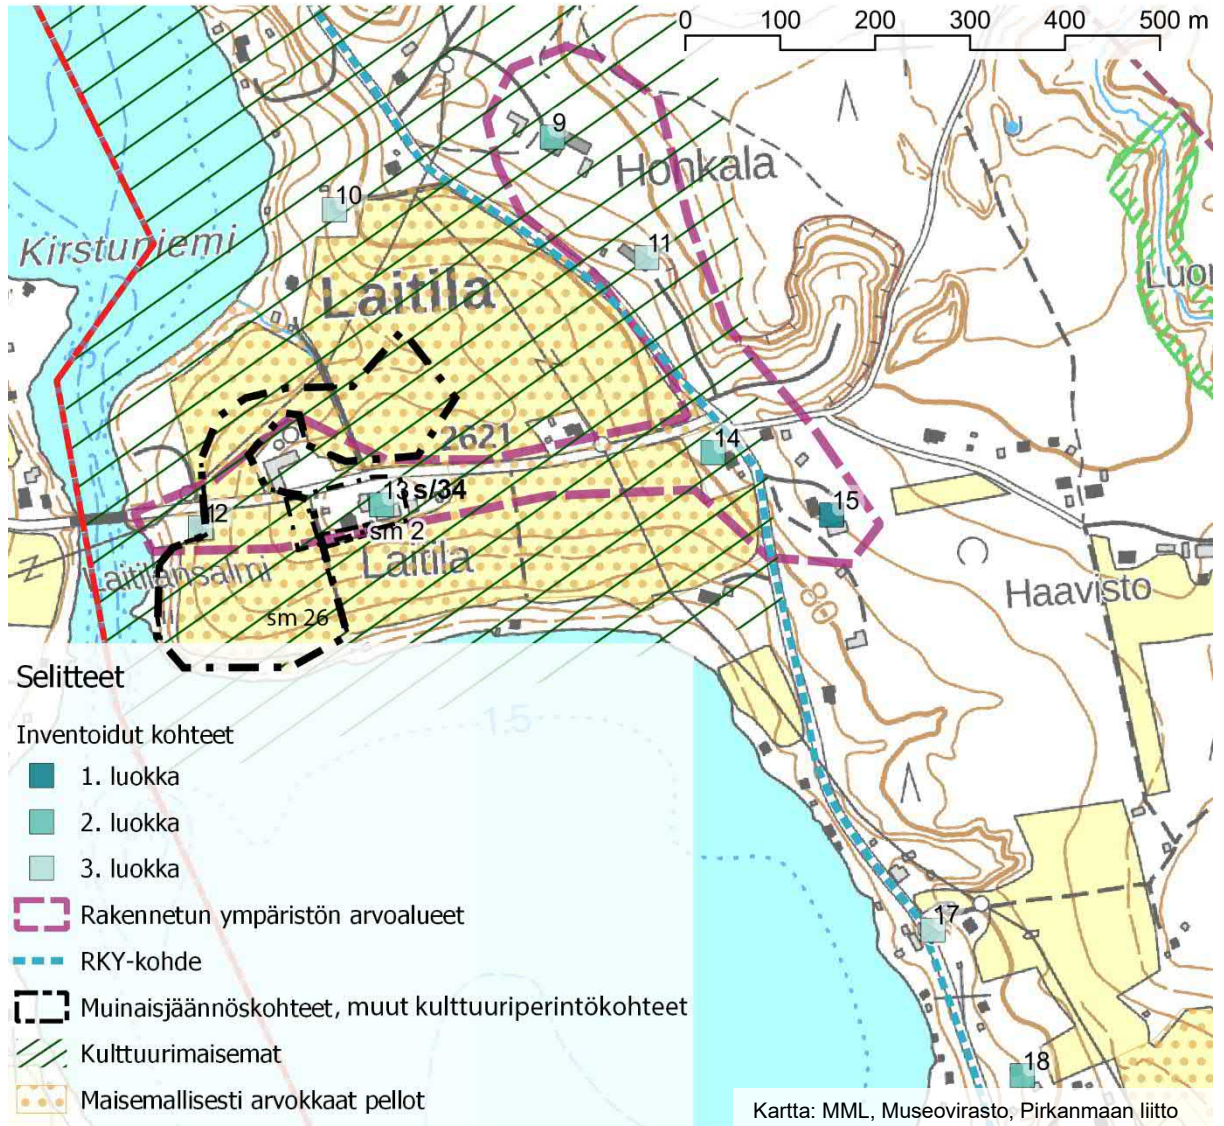 0 100 200 300 400 500 m
9
Honkala
10
Kirstuniemi
11
Laitila
Luon
2621
14
13 s/34
15
12
sm 2
Laitila
Laitilansalmi
80
Haavisto
sm 26
Selitteet
1.5
Inventoidut kohteet
1. luokka
2. luokka
3. luokka
Rakennetun ympäristön arvoalueet
17
RKY-kohde
Muinaisjäännöskohteet, muut kulttuuriperintökohteet
Kulttuurimaisemat
18
Maisemallisesti arvokkaat pellot
Kartta: MML, Museovirasto, Pirkanmaan liitto